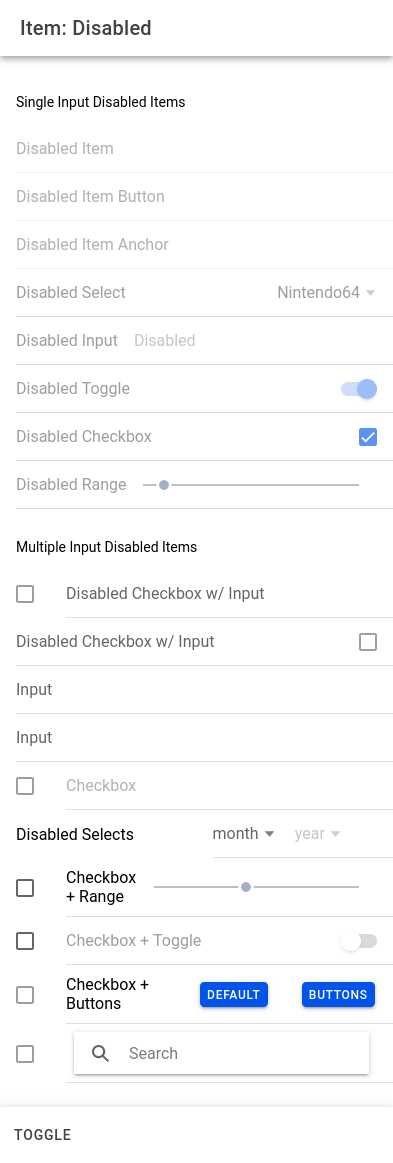 Item: Disabled
Single Input Disabled Items
Disabled Item
Disabled Item Button
Disabled Item Anchor
Disabled Select Nintendo64
Disabled Input Disabled
Disabled Toggle
Disabled Checkbox
Disabled Range
Multiple Input Disabled Items
Disabled Checkbox w/ Input
Disabled Checkbox w/ Input
Input
Input
Checkbox
Disabled Selects month year
Checkbox
+ Range
Checkbox + Toggle
Checkbox +
Buttons
DEFAULT BUTTONS
Search
TOGGLE